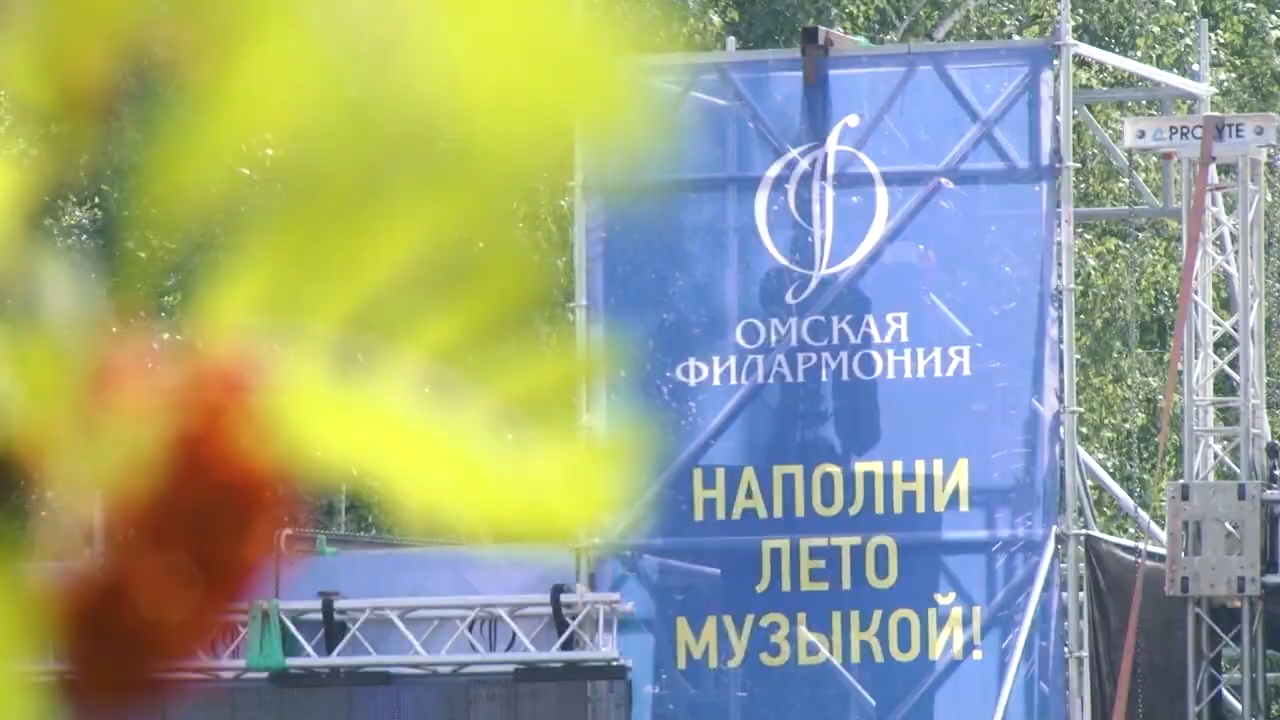 ОМСКАЯ
ФИЛАРМОНИЯ
НАПОЛНИ
ЛЕТО
МУЗЫКОЙ!
PROLYTE